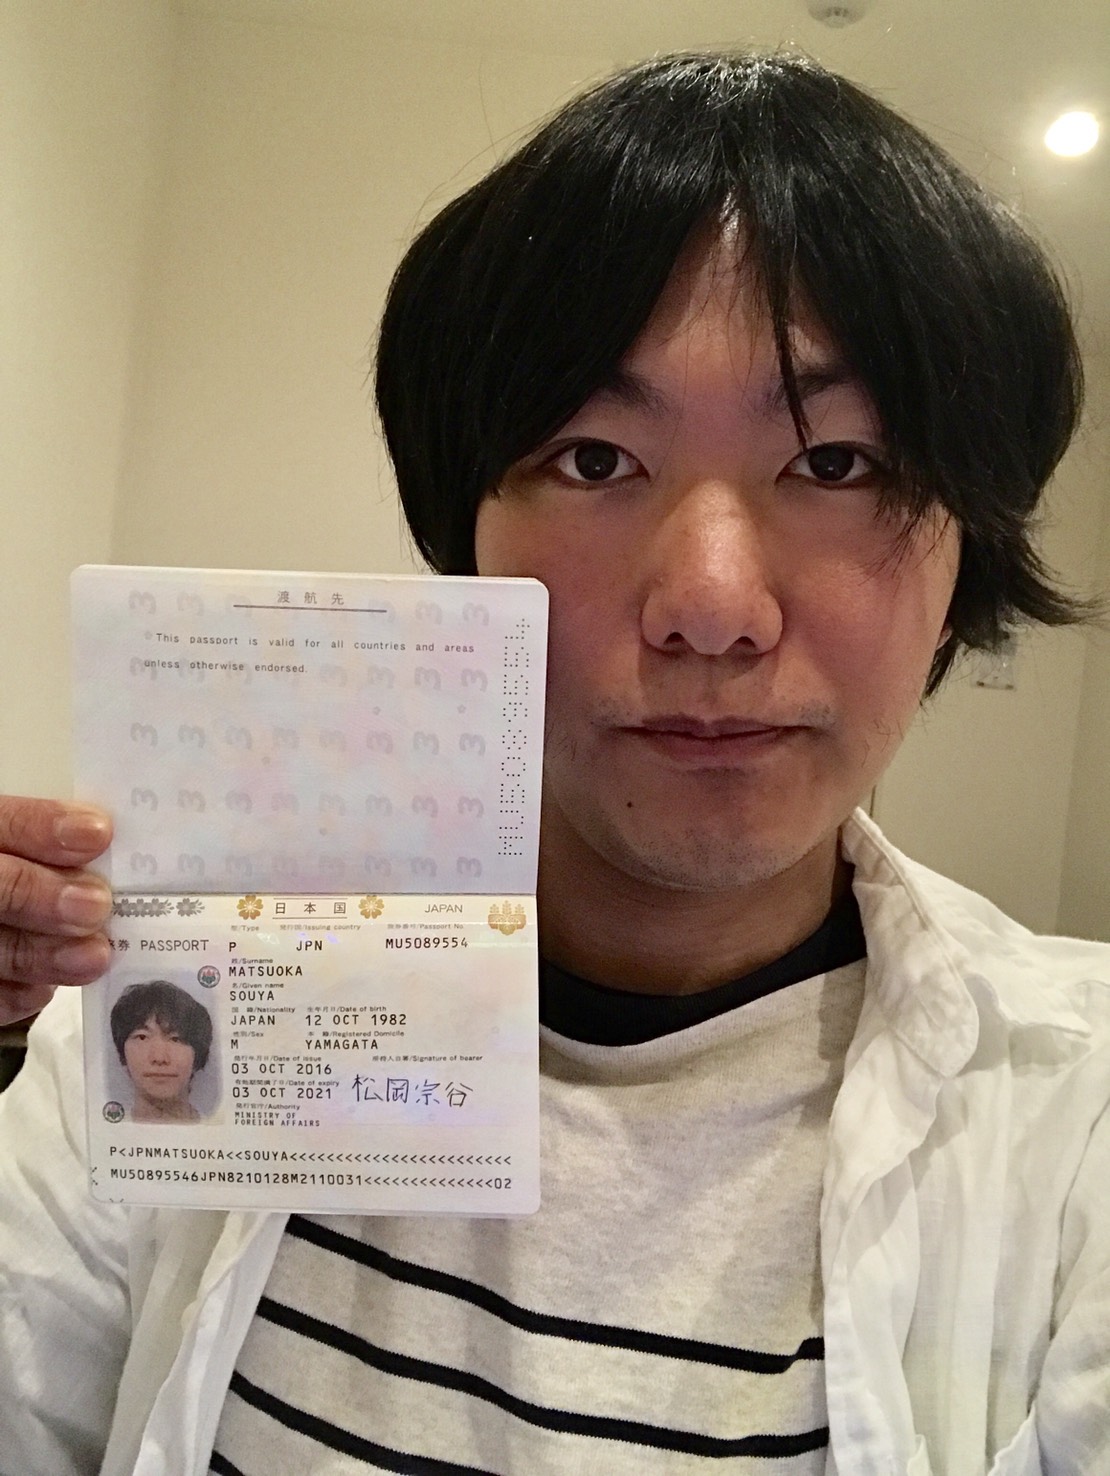 渡航先
This passport is valid for all countries and areas
unless otherwise endorsed.
MU5089554
日本国 JAPAN
型/Type 発行国/Issuing country 旅券番号/Passport No.
旅券 PASSPORT P JPN MU5089554
姓/Surname
MATSUOKA
名/Given name
SOUYA
国 籍/Nationality 生年月日/Date of birth
JAPAN 12 OCT 1982
性別/Sex 本 籍/Registered Domicile
M YAMAGATA
発行年月日/Date of issue 所持人自署/Signature of bearer
03 OCT 2016
有効期間満了日/Date of expiry
03 OCT 2021 松岡宗谷
発行官庁/Authority
MINISTRY OF
FOREIGN AFFAIRS
P<JPNMATSUOKA<<SOUYA<<<<<<<<<<<<<<<<<<<<<<<<
MU50895546JPN8210128M2110031<<<<<<<<<<<<<<02